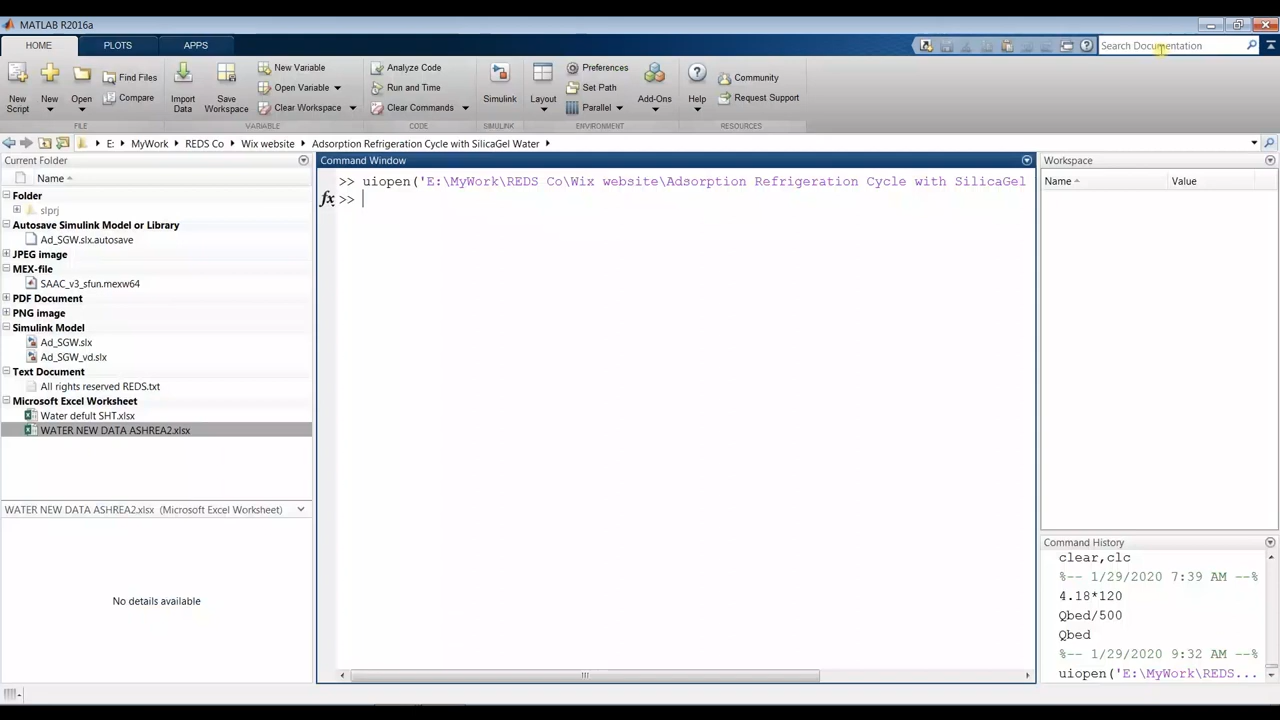 MATLAB R2016a
HOME PLOTS APPS
Search Documentation
New Script
New
Open
Find Files
Compare
Import Data
Save Workspace
New Variable
Open Variable
Clear Workspace
Analyze Code
Run and Time
Clear Commands
Simulink
Layout
Preferences
Set Path
Parallel
Add-Ons
Help
Community
Request Support
FILE VARIABLE CODE SIMULINK ENVIRONMENT RESOURCES
E: MyWork REDS Co Wix website Adsorption Refrigeration Cycle with SilicaGel Water
Current Folder
Name
Folder
slprj
Autosave Simulink Model or Library
Ad_SGW.slx.autosave
JPEG image
MEX-file
SAAC_v3_sfun.mexw64
PDF Document
PNG image
Simulink Model
Ad_SGW.slx
Ad_SGW_vd.slx
Text Document
All rights reserved REDS.txt
Microsoft Excel Worksheet
Water defult SHT.xlsx
WATER NEW DATA ASHREA2.xlsx
WATER NEW DATA ASHREA2.xlsx (Microsoft Excel Worksheet)
No details available
Command Window
>> uiopen('E:\MyWork\REDS Co\Wix website\Adsorption Refrigeration Cycle with SilicaGel
fx >>
Workspace
Name Value
Command History
clear,clc
%-- 1/29/2020 7:39 AM --%
4.18*120
Qbed/500
Qbed
%-- 1/29/2020 9:32 AM --%
uiopen('E:\MyWork\REDS...